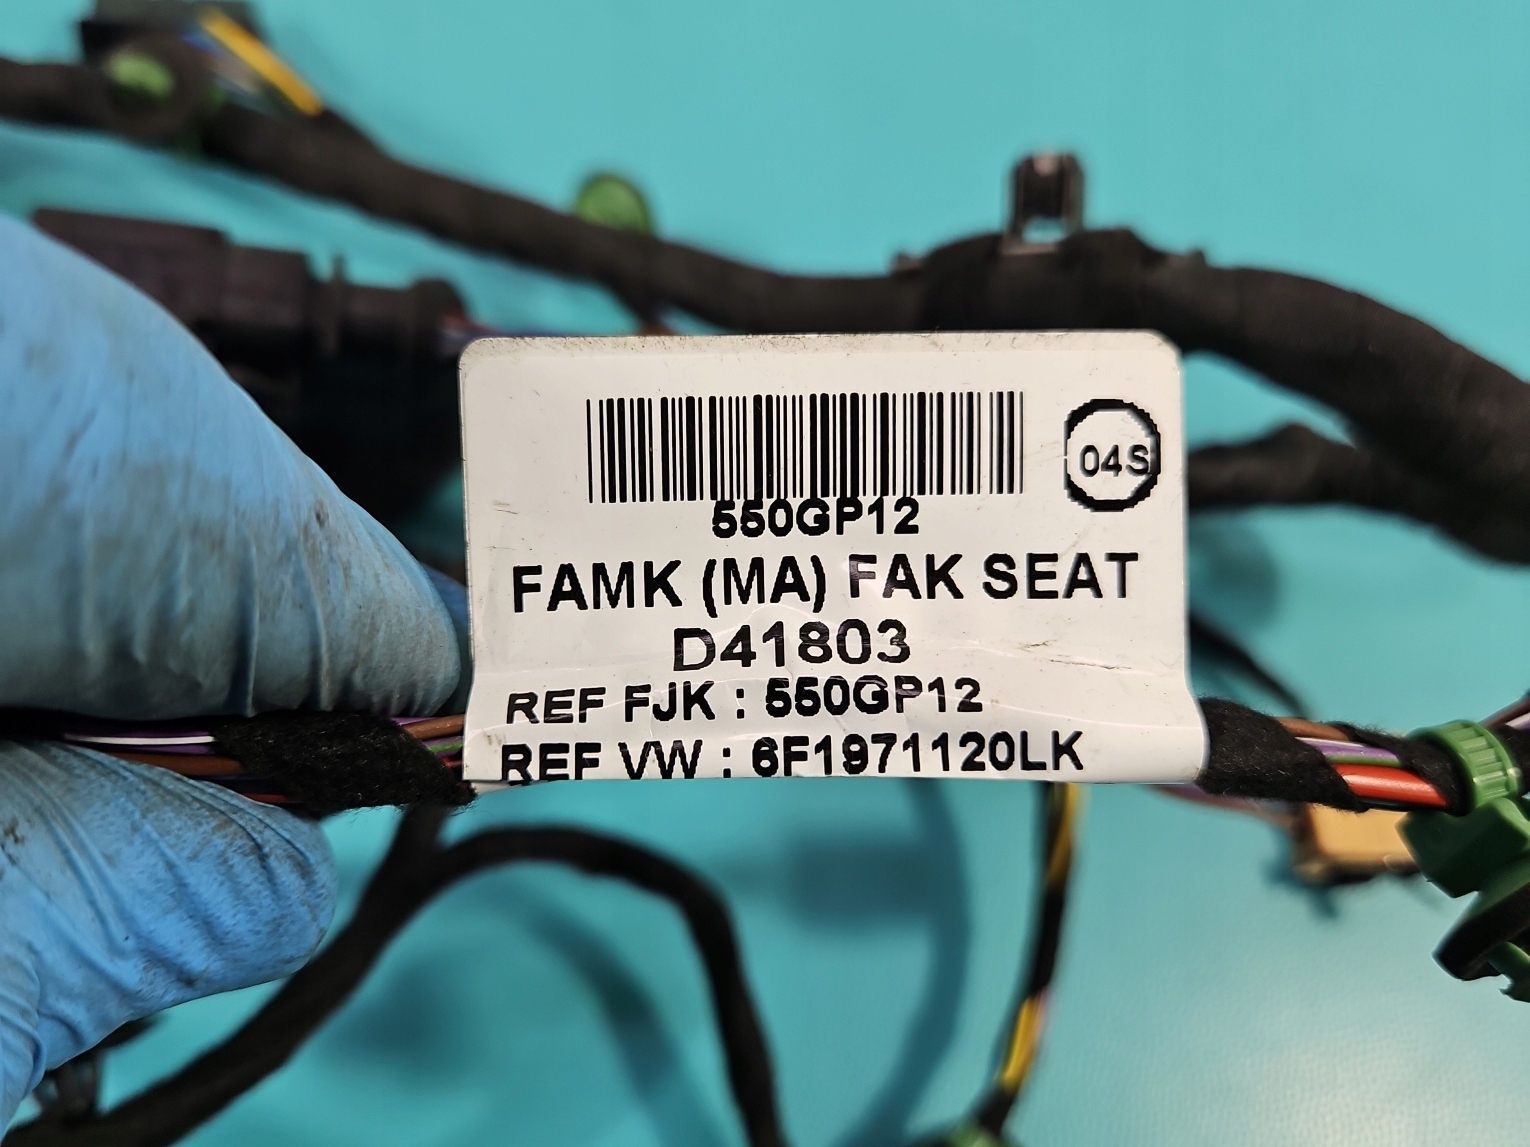 04S
550GP12
FAMK (MA) FAK SEAT
D41803
REF FJK : 550GP12
REF VW : 6F1971120LK